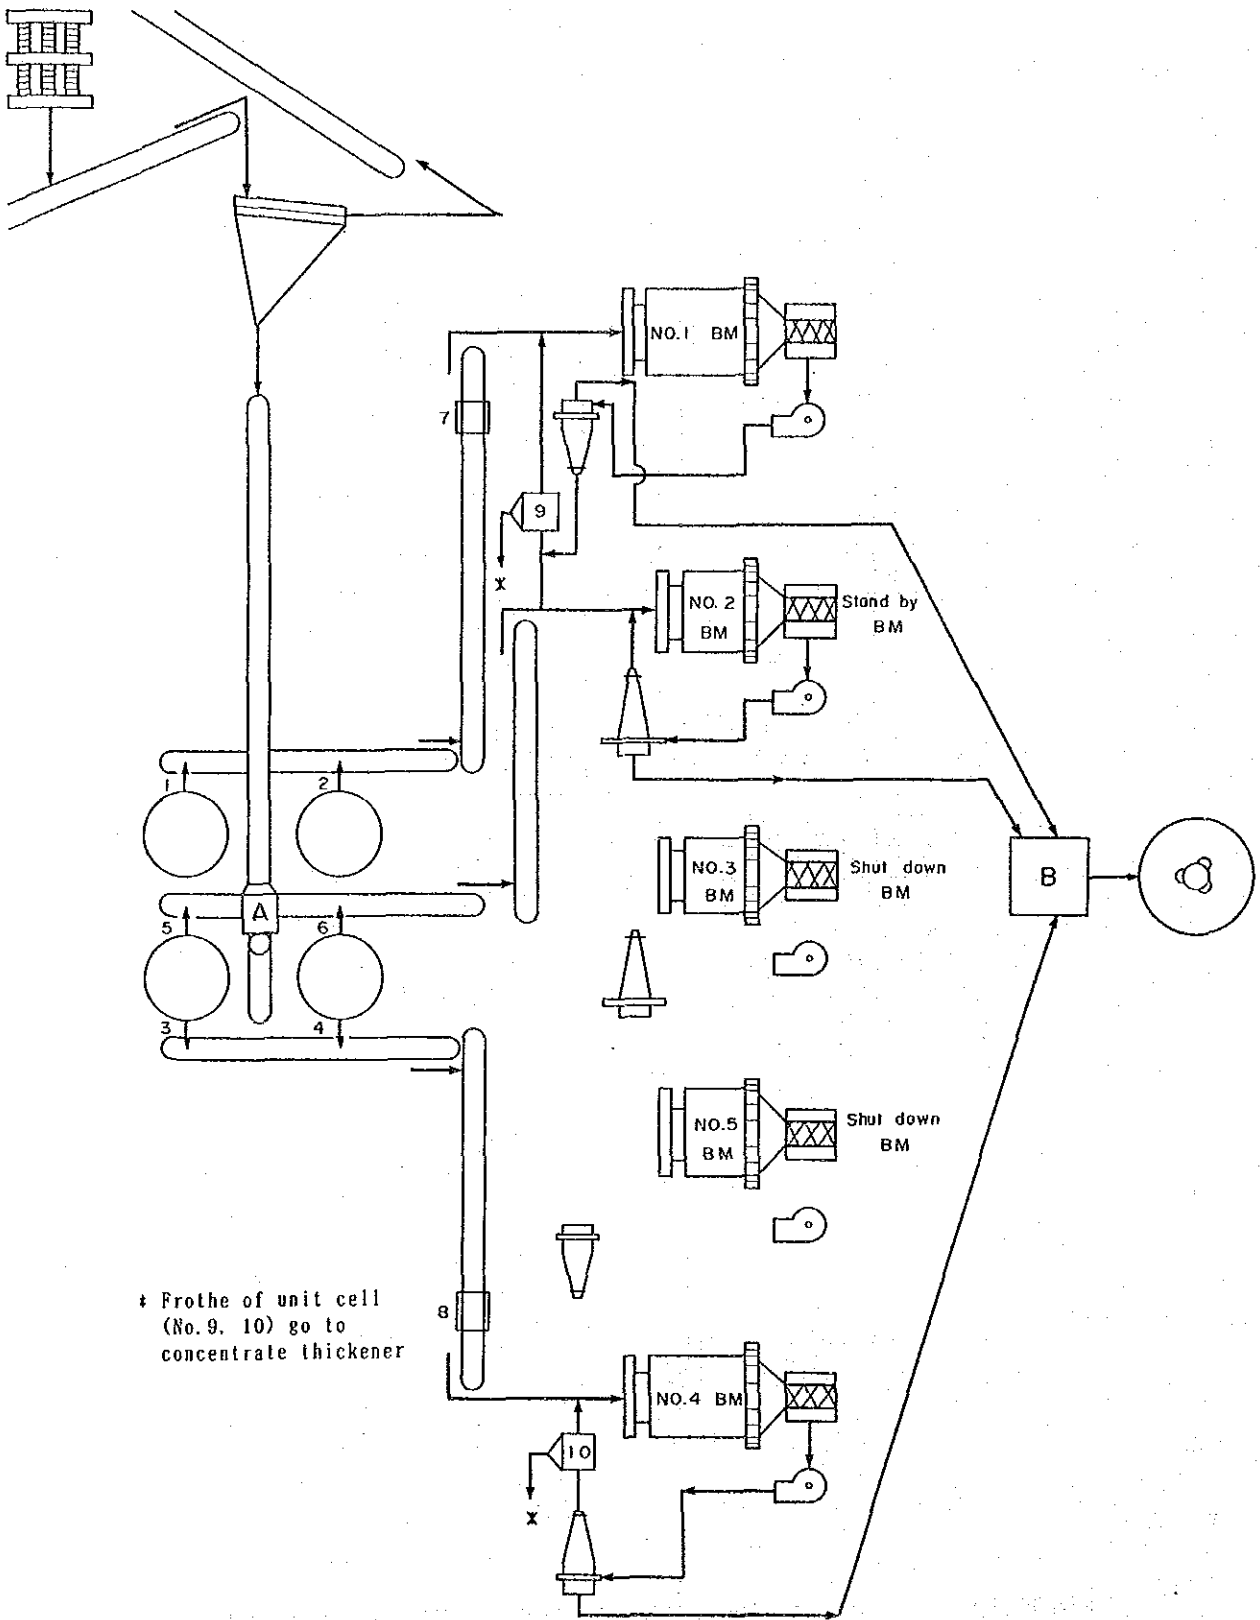 NO.1 BM
7
9
*
NO. 2
BM
Stand by
BM
1
2
NO.3
BM
Shut down
BM
B
A
5
6
3
4
NO.5
BM
Shut down
BM
* Frothe of unit cell
(No. 9, 10) go to
concentrate thickener
8
NO.4 BM
10
*